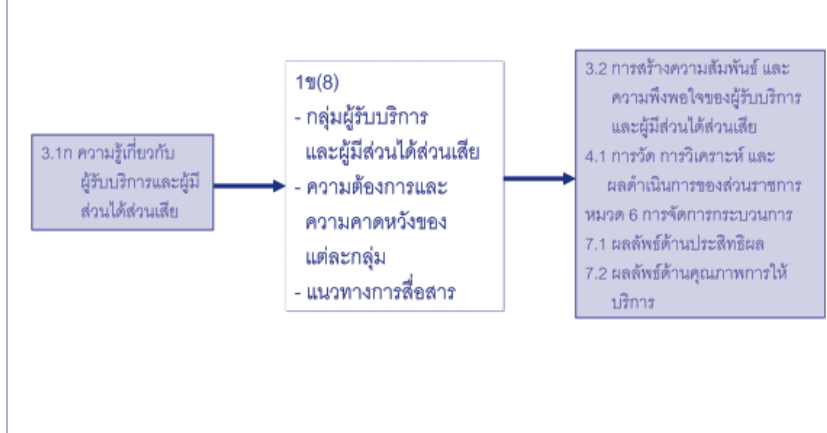 3.1ก ความรู้เกี่ยวกับ
ผู้รับบริการและผู้มี
ส่วนได้ส่วนเสีย
1ข(8)
- กลุ่มผู้รับบริการ
และผู้มีส่วนได้ส่วนเสีย
- ความต้องการและ
ความคาดหวังของ
แต่ละกลุ่ม
- แนวทางการสื่อสาร
3.2 การสร้างความสัมพันธ์ และ
ความพึงพอใจของผู้รับบริการ
และผู้มีส่วนได้ส่วนเสีย
4.1 การวัด การวิเคราะห์ และ
ผลดำเนินการของส่วนราชการ
หมวด 6 การจัดการกระบวนการ
7.1 ผลลัพธ์ด้านประสิทธิผล
7.2 ผลลัพธ์ด้านคุณภาพการให้
บริการ